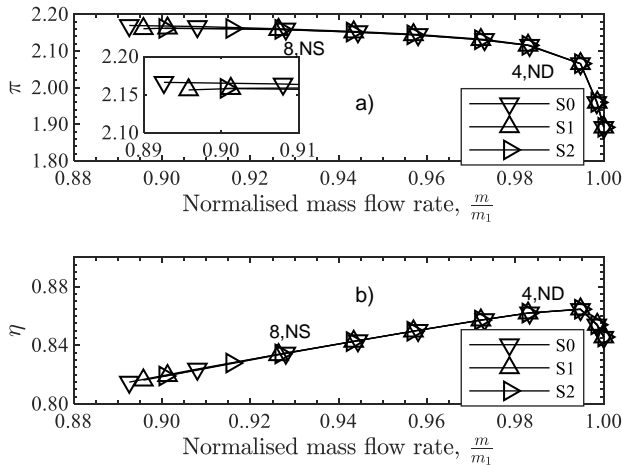 2.20
2.10
2.00
1.90
1.80
π
8,NS
4,ND
2.20
2.15
2.10
0.89
0.90
0.91
a)
S0
S1
S2
0.88 0.90 0.92 0.94 0.96 0.98 1.00
Normalised mass flow rate, m/m₁
0.88
0.84
0.80
η
b)
8,NS
4,ND
S0
S1
S2
0.88 0.90 0.92 0.94 0.96 0.98 1.00
Normalised mass flow rate, m/m₁